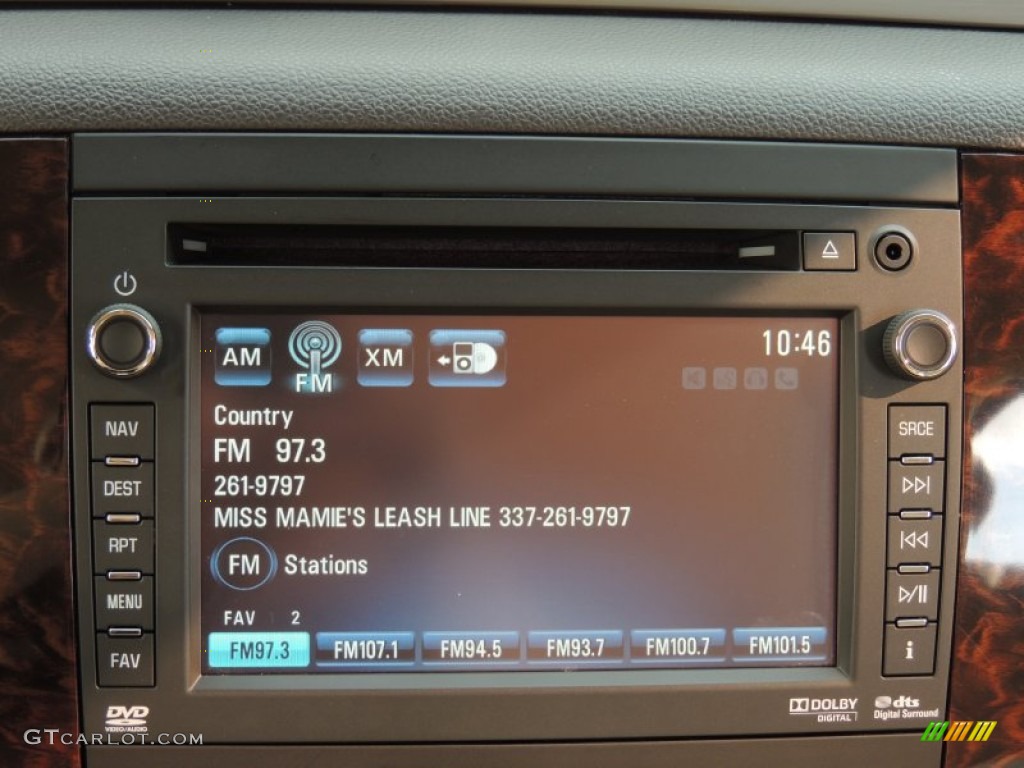 AM
FM
XM
10:46
Country
FM 97.3
261-9797
MISS MAMIE'S LEASH LINE 337-261-9797
FM Stations
FAV 2
FM97.3 FM107.1 FM94.5 FM93.7 FM100.7 FM101.5
NAV
DEST
RPT
MENU
FAV
SRCE
i
DVD
VIDEO/AUDIO
DOLBY
DIGITAL
dts
Digital Surround
GTCARLOT.COM